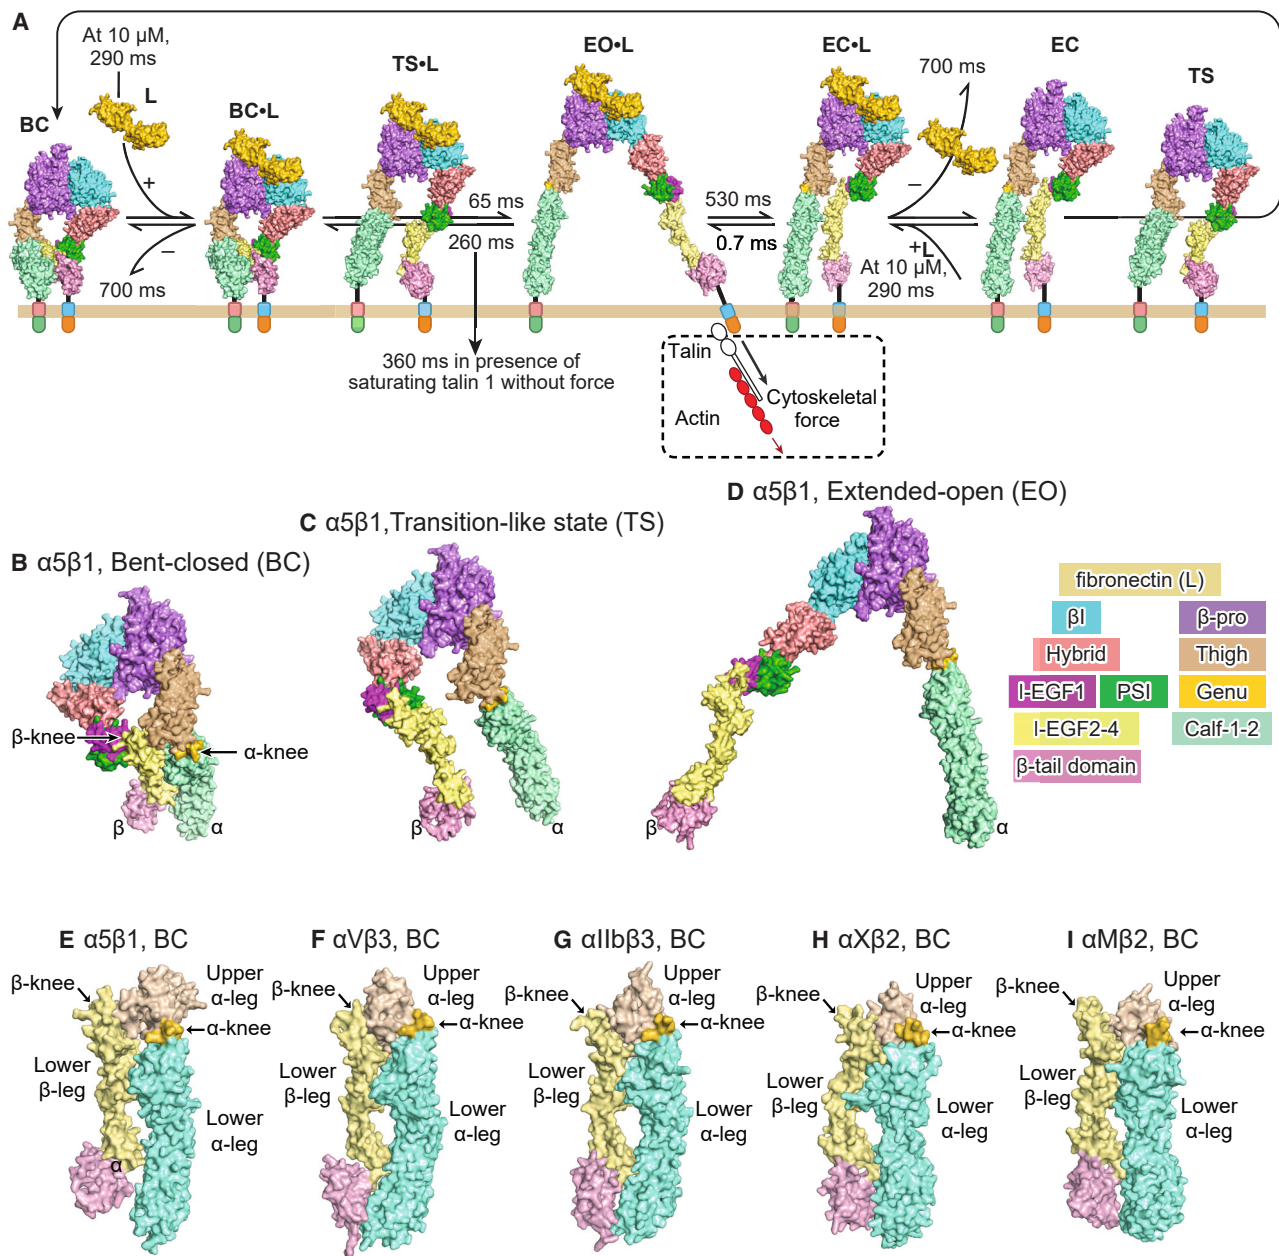 A
At 10 µM,
290 ms
L
BC
BC•L
TS•L
EO•L
EC•L
EC
TS
700 ms
+
−
700 ms
65 ms
260 ms
530 ms
0.7 ms
−
+L
At 10 µM,
290 ms
360 ms in presence of
saturating talin 1 without force
Talin
Actin
Cytoskeletal
force
B α5β1, Bent-closed (BC)
β-knee
α-knee
β
α
C α5β1,Transition-like state (TS)
β
α
D α5β1, Extended-open (EO)
β
α
fibronectin (L)
βI
β-pro
Hybrid
Thigh
I-EGF1
PSI
Genu
I-EGF2-4
Calf-1-2
β-tail domain
E α5β1, BC
β-knee
Upper
α-leg
α-knee
Lower
β-leg
Lower
α-leg
α
F αVβ3, BC
β-knee
Upper
α-leg
α-knee
Lower
β-leg
Lower
α-leg
G αIIbβ3, BC
β-knee
Upper
α-leg
α-knee
Lower
β-leg
Lower
α-leg
H αXβ2, BC
β-knee
Upper
α-leg
α-knee
Lower
β-leg
Lower
α-leg
I αMβ2, BC
β-knee
Upper
α-leg
α-knee
Lower
β-leg
Lower
α-leg